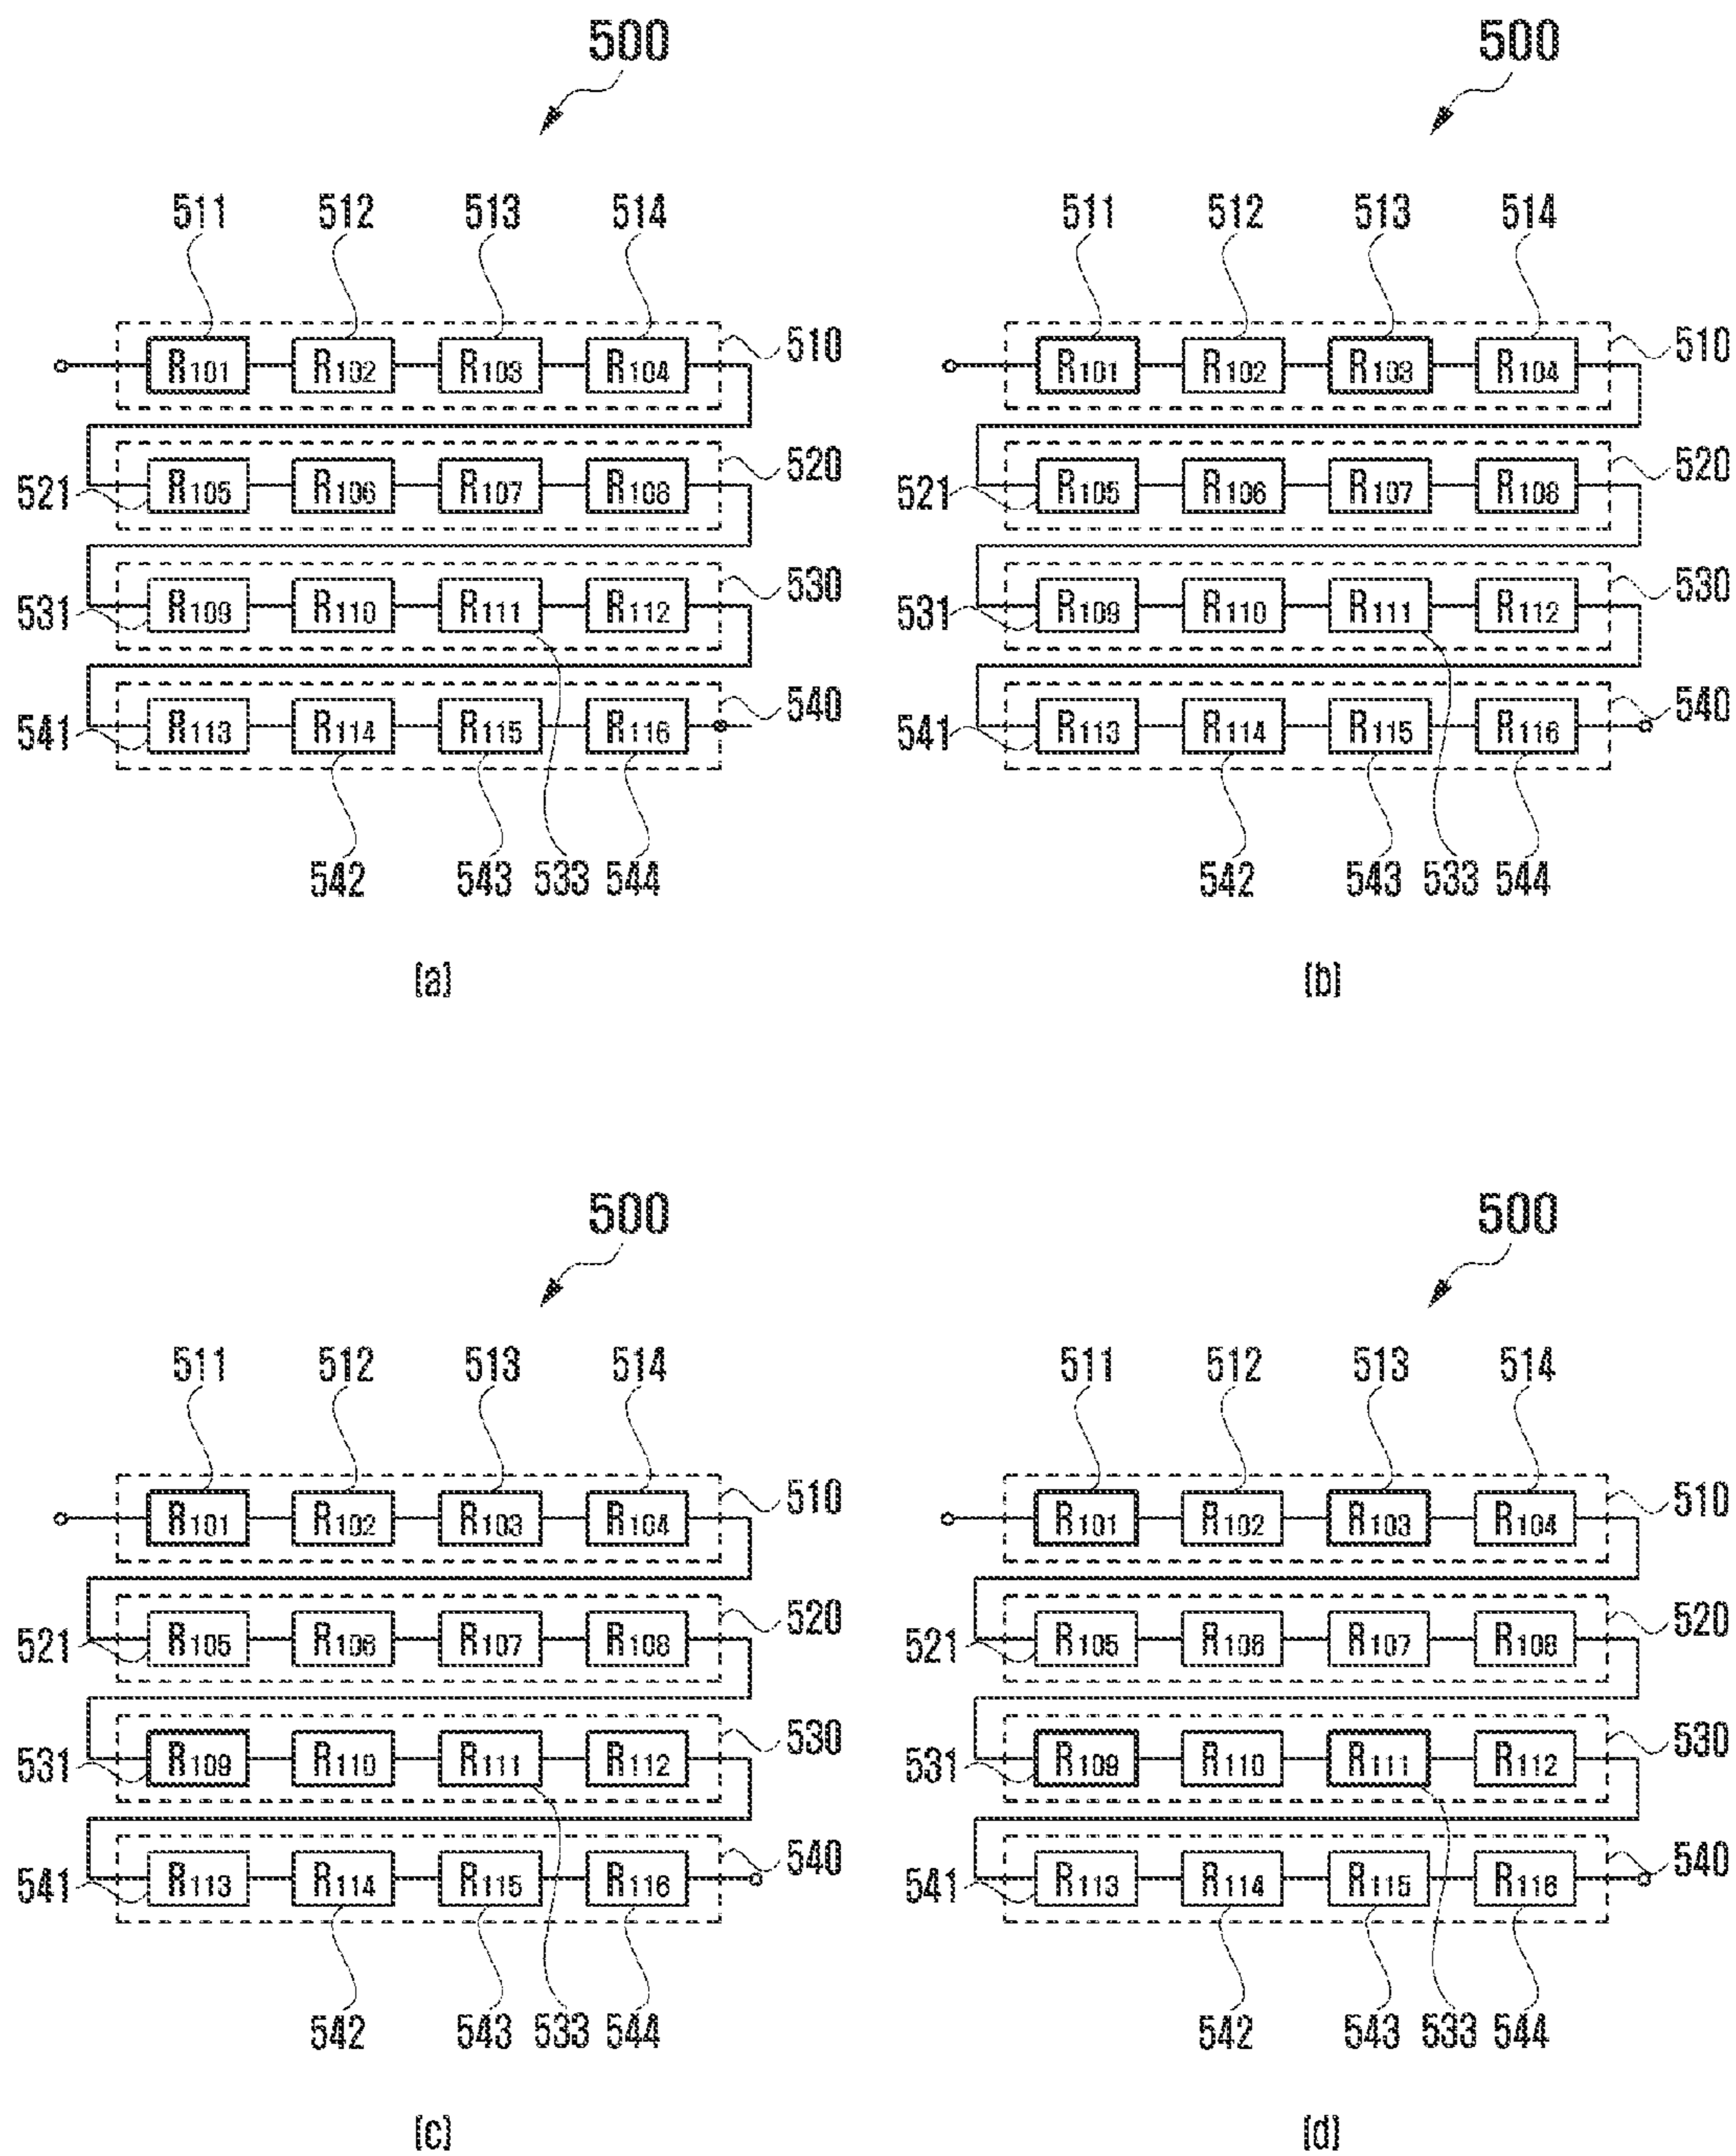 500 500
511 512 513 514 511 512 513 514
R101 R102 R103 R104 510 R101 R102 R103 R104 510
R105 R106 R107 R108 520 R105 R106 R107 R108 520
521 521
R109 R110 R111 R112 530 R109 R110 R111 R112 530
531 531
R113 R114 R115 R116 540 R113 R114 R115 R116 540
541 541
542 543 533 544 542 543 533 544
[a] [b]
500 500
511 512 513 514 511 512 513 514
R101 R102 R103 R104 510 R101 R102 R103 R104 510
R105 R106 R107 R108 520 R105 R106 R107 R108 520
521 521
R109 R110 R111 R112 530 R109 R110 R111 R112 530
531 531
R113 R114 R115 R116 540 R113 R114 R115 R116 540
541 541
542 543 533 544 542 543 533 544
[c] [d]